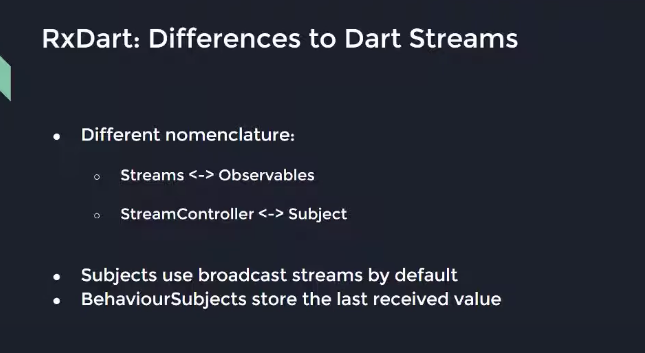 RxDart: Differences to Dart Streams
● Different nomenclature:
○ Streams <-> Observables
○ StreamController <-> Subject
● Subjects use broadcast streams by default
● BehaviourSubjects store the last received value